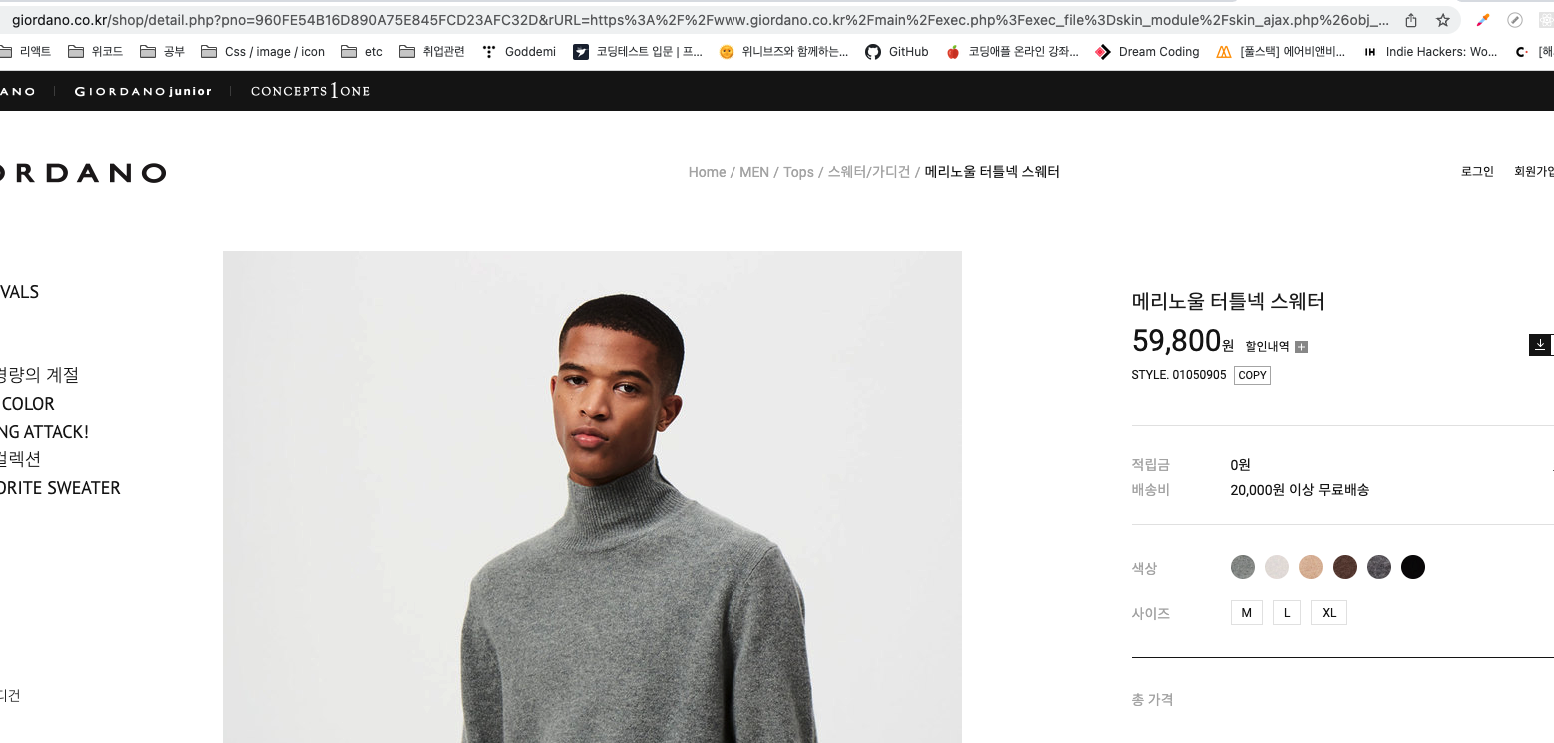 giordano.co.kr/shop/detail.php?pno=960FE54B16D890A75E845FCD23AFC32D&rURL=https%3A%2F%2Fwww.giordano.co.kr%2Fmain%2Fexec.php%3Fexec_file%3Dskin_module%2Fskin_ajax.php%26obj_...
리액트 위코드 공부 Css / image / icon etc 취업관련 Goddemi 코딩테스트 입문 | 프... 위니브즈와 함께하는... GitHub 코딩애플 온라인 강좌... Dream Coding [풀스택] 에어비앤비... IH Indie Hackers: Wo... [해
ANO GIORDANO junior CONCEPTS1ONE
ORDANO
Home / MEN / Tops / 스웨터/가디건 / 메리노울 터틀넥 스웨터
로그인 회원가입
VALS
경량의 계절
COLOR
NG ATTACK!
컬렉션
ORITE SWEATER
디건
메리노울 터틀넥 스웨터
59,800원 할인내역 +
STYLE. 01050905 COPY
적립금 0원
배송비 20,000원 이상 무료배송
색상
사이즈 M L XL
총 가격